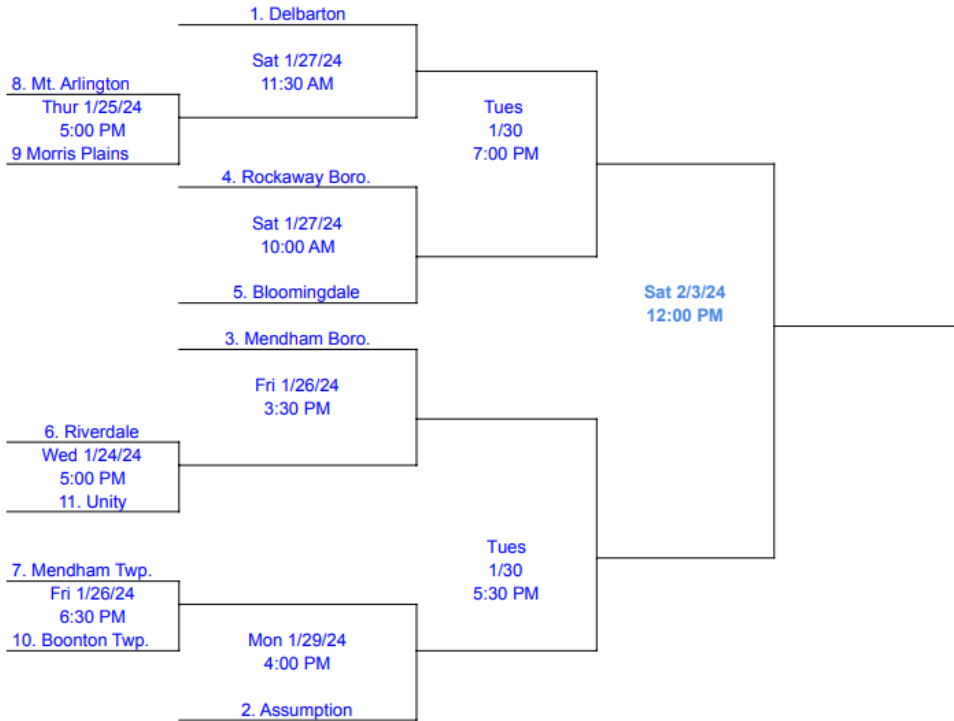 1. Delbarton
Sat 1/27/24
11:30 AM
8. Mt. Arlington
Thur 1/25/24
5:00 PM
9 Morris Plains
Tues
1/30
7:00 PM
4. Rockaway Boro.
Sat 1/27/24
10:00 AM
5. Bloomingdale
Sat 2/3/24
12:00 PM
3. Mendham Boro.
Fri 1/26/24
3:30 PM
6. Riverdale
Wed 1/24/24
5:00 PM
11. Unity
Tues
1/30
5:30 PM
7. Mendham Twp.
Fri 1/26/24
6:30 PM
10. Boonton Twp.
Mon 1/29/24
4:00 PM
2. Assumption